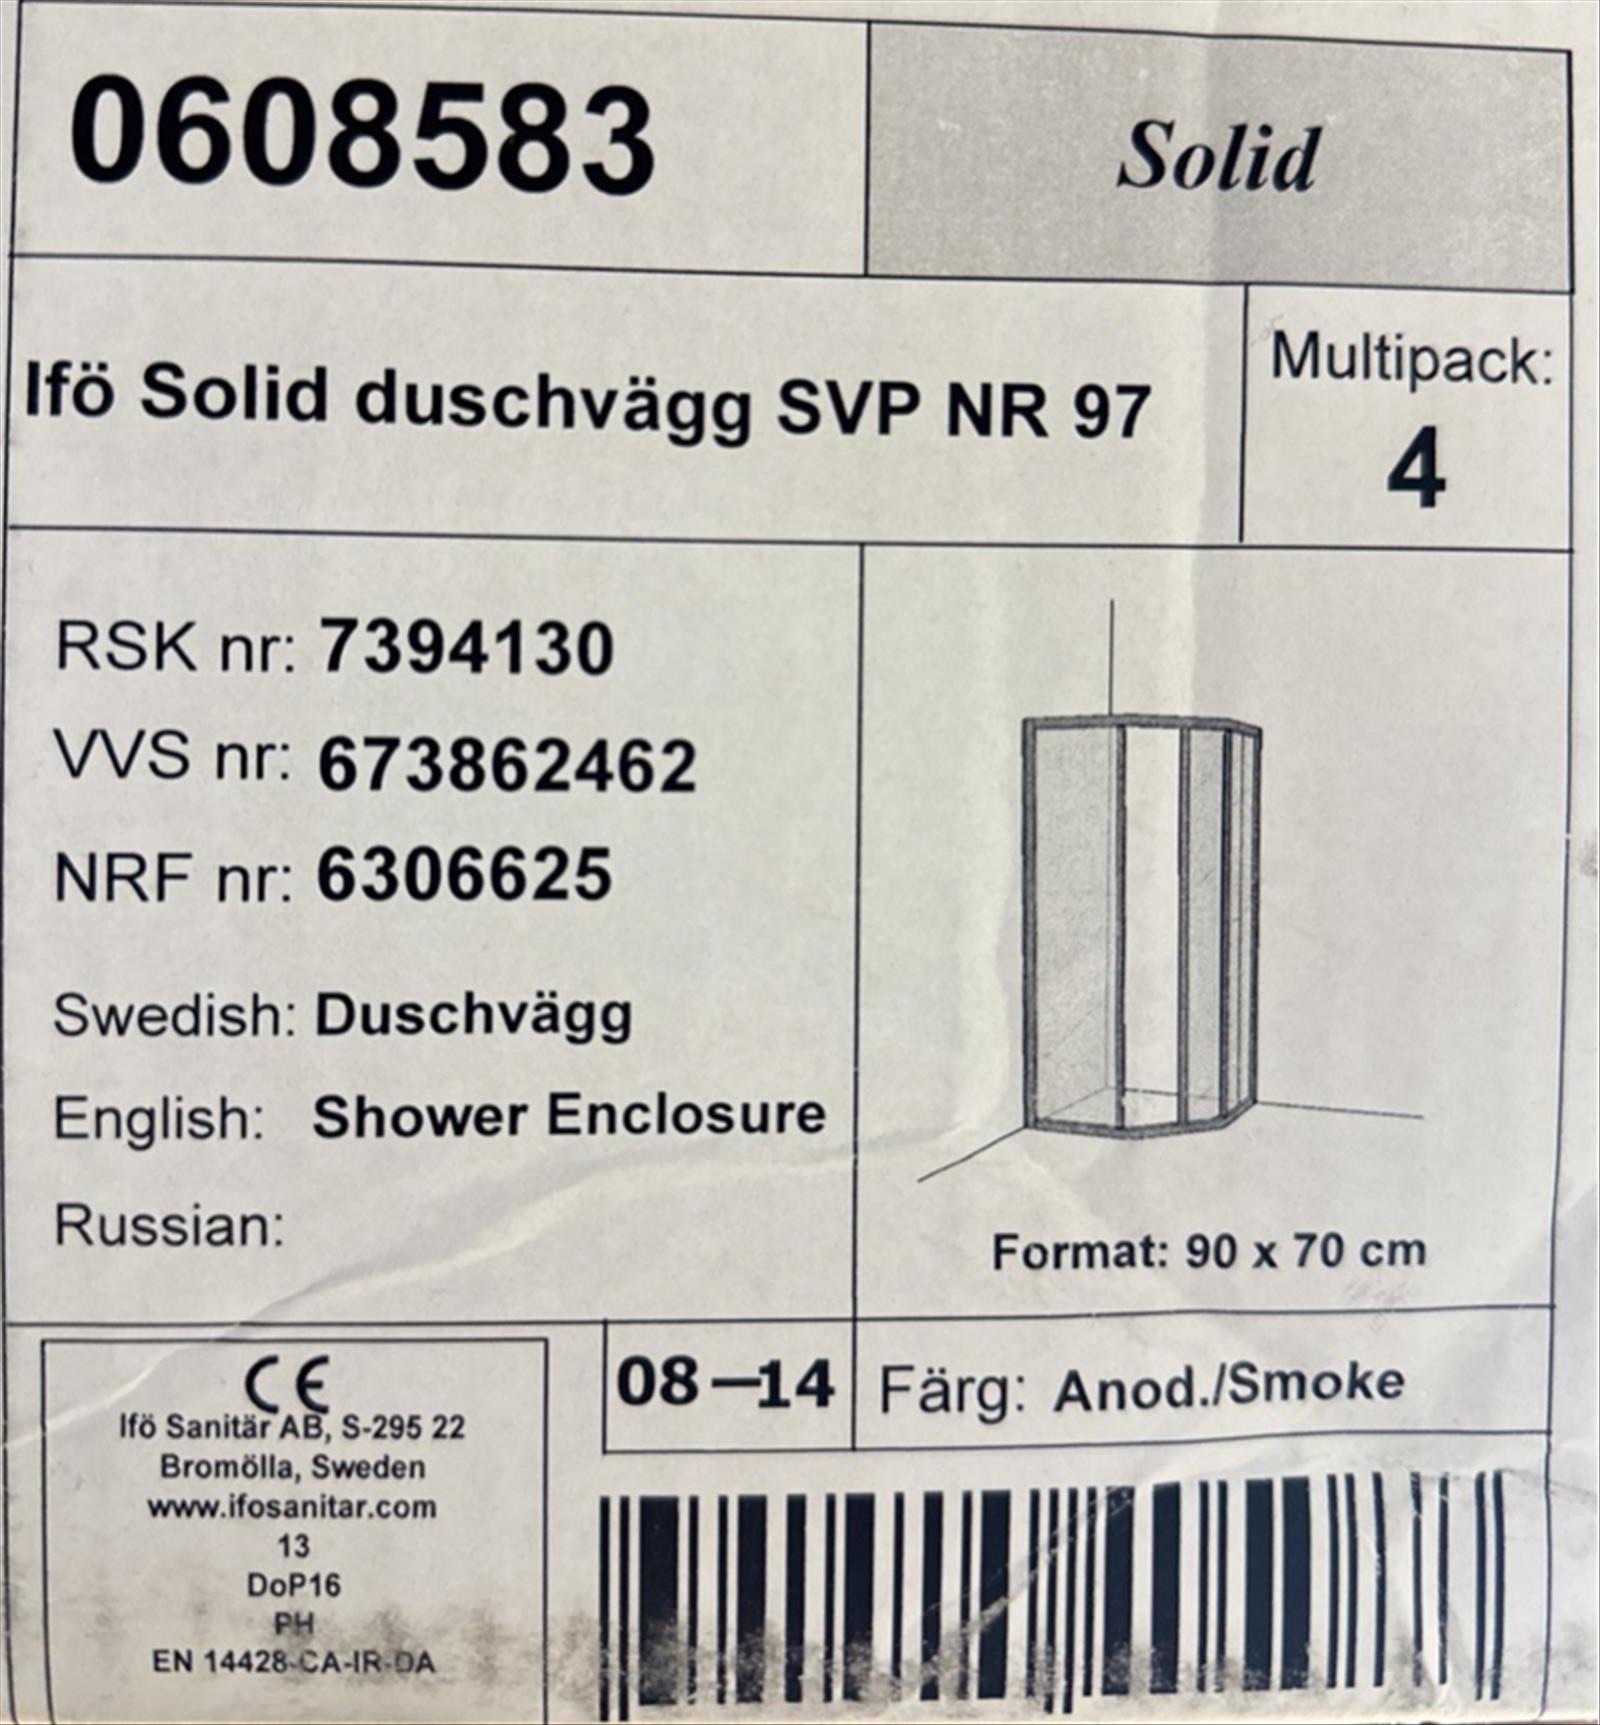 0608583
Solid
Ifö Solid duschvägg SVP NR 97
Multipack:
4
RSK nr: 7394130
VVS nr: 673862462
NRF nr: 6306625
Swedish: Duschvägg
English: Shower Enclosure
Russian:
Format: 90 x 70 cm
CE
Ifö Sanitär AB, S-295 22
Bromölla, Sweden
www.ifosanitar.com
13
DoP16
PH
EN 14428-CA-IR-DA
08-14
Färg: Anod./Smoke